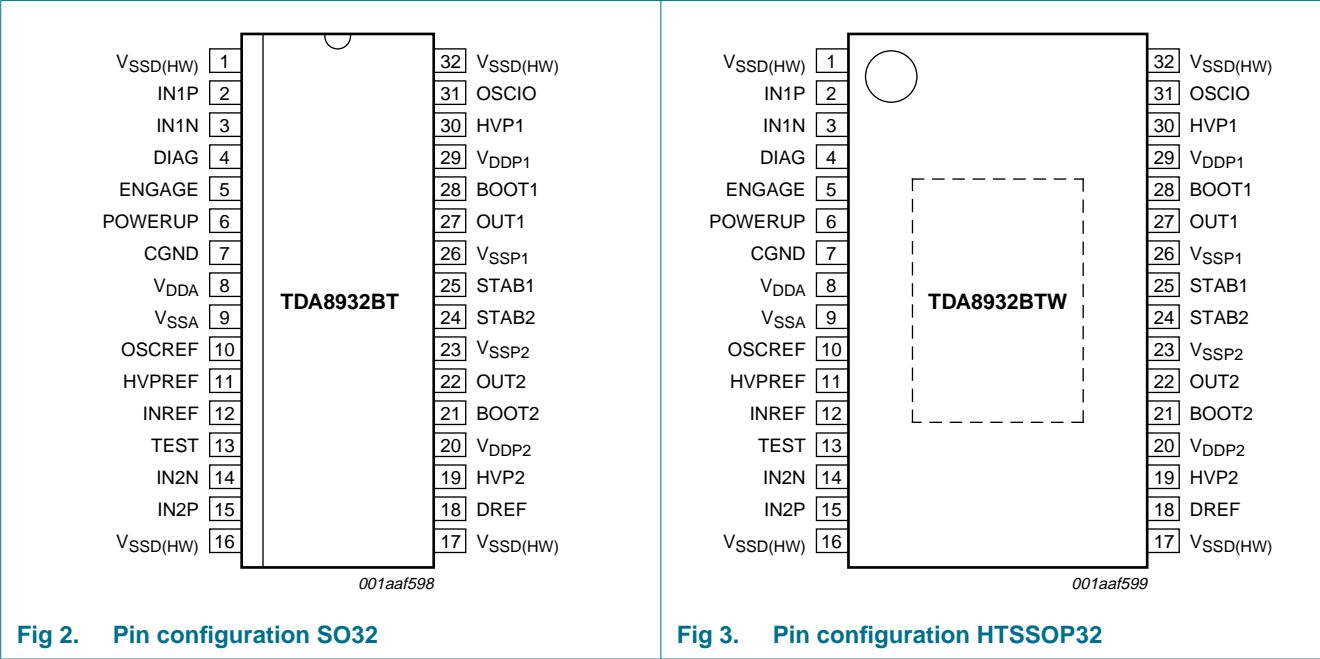 VSSD(HW) 1
IN1P 2
IN1N 3
DIAG 4
ENGAGE 5
POWERUP 6
CGND 7
VDDA 8
VSSA 9
OSCREF 10
HVPREF 11
INREF 12
TEST 13
IN2N 14
IN2P 15
VSSD(HW) 16
TDA8932BT
32 VSSD(HW)
31 OSCIO
30 HVP1
29 VDDP1
28 BOOT1
27 OUT1
26 VSSP1
25 STAB1
24 STAB2
23 VSSP2
22 OUT2
21 BOOT2
20 VDDP2
19 HVP2
18 DREF
17 VSSD(HW)
001aaf598
Fig 2. Pin configuration SO32
VSSD(HW) 1
IN1P 2
IN1N 3
DIAG 4
ENGAGE 5
POWERUP 6
CGND 7
VDDA 8
VSSA 9
OSCREF 10
HVPREF 11
INREF 12
TEST 13
IN2N 14
IN2P 15
VSSD(HW) 16
TDA8932BTW
32 VSSD(HW)
31 OSCIO
30 HVP1
29 VDDP1
28 BOOT1
27 OUT1
26 VSSP1
25 STAB1
24 STAB2
23 VSSP2
22 OUT2
21 BOOT2
20 VDDP2
19 HVP2
18 DREF
17 VSSD(HW)
001aaf599
Fig 3. Pin configuration HTSSOP32